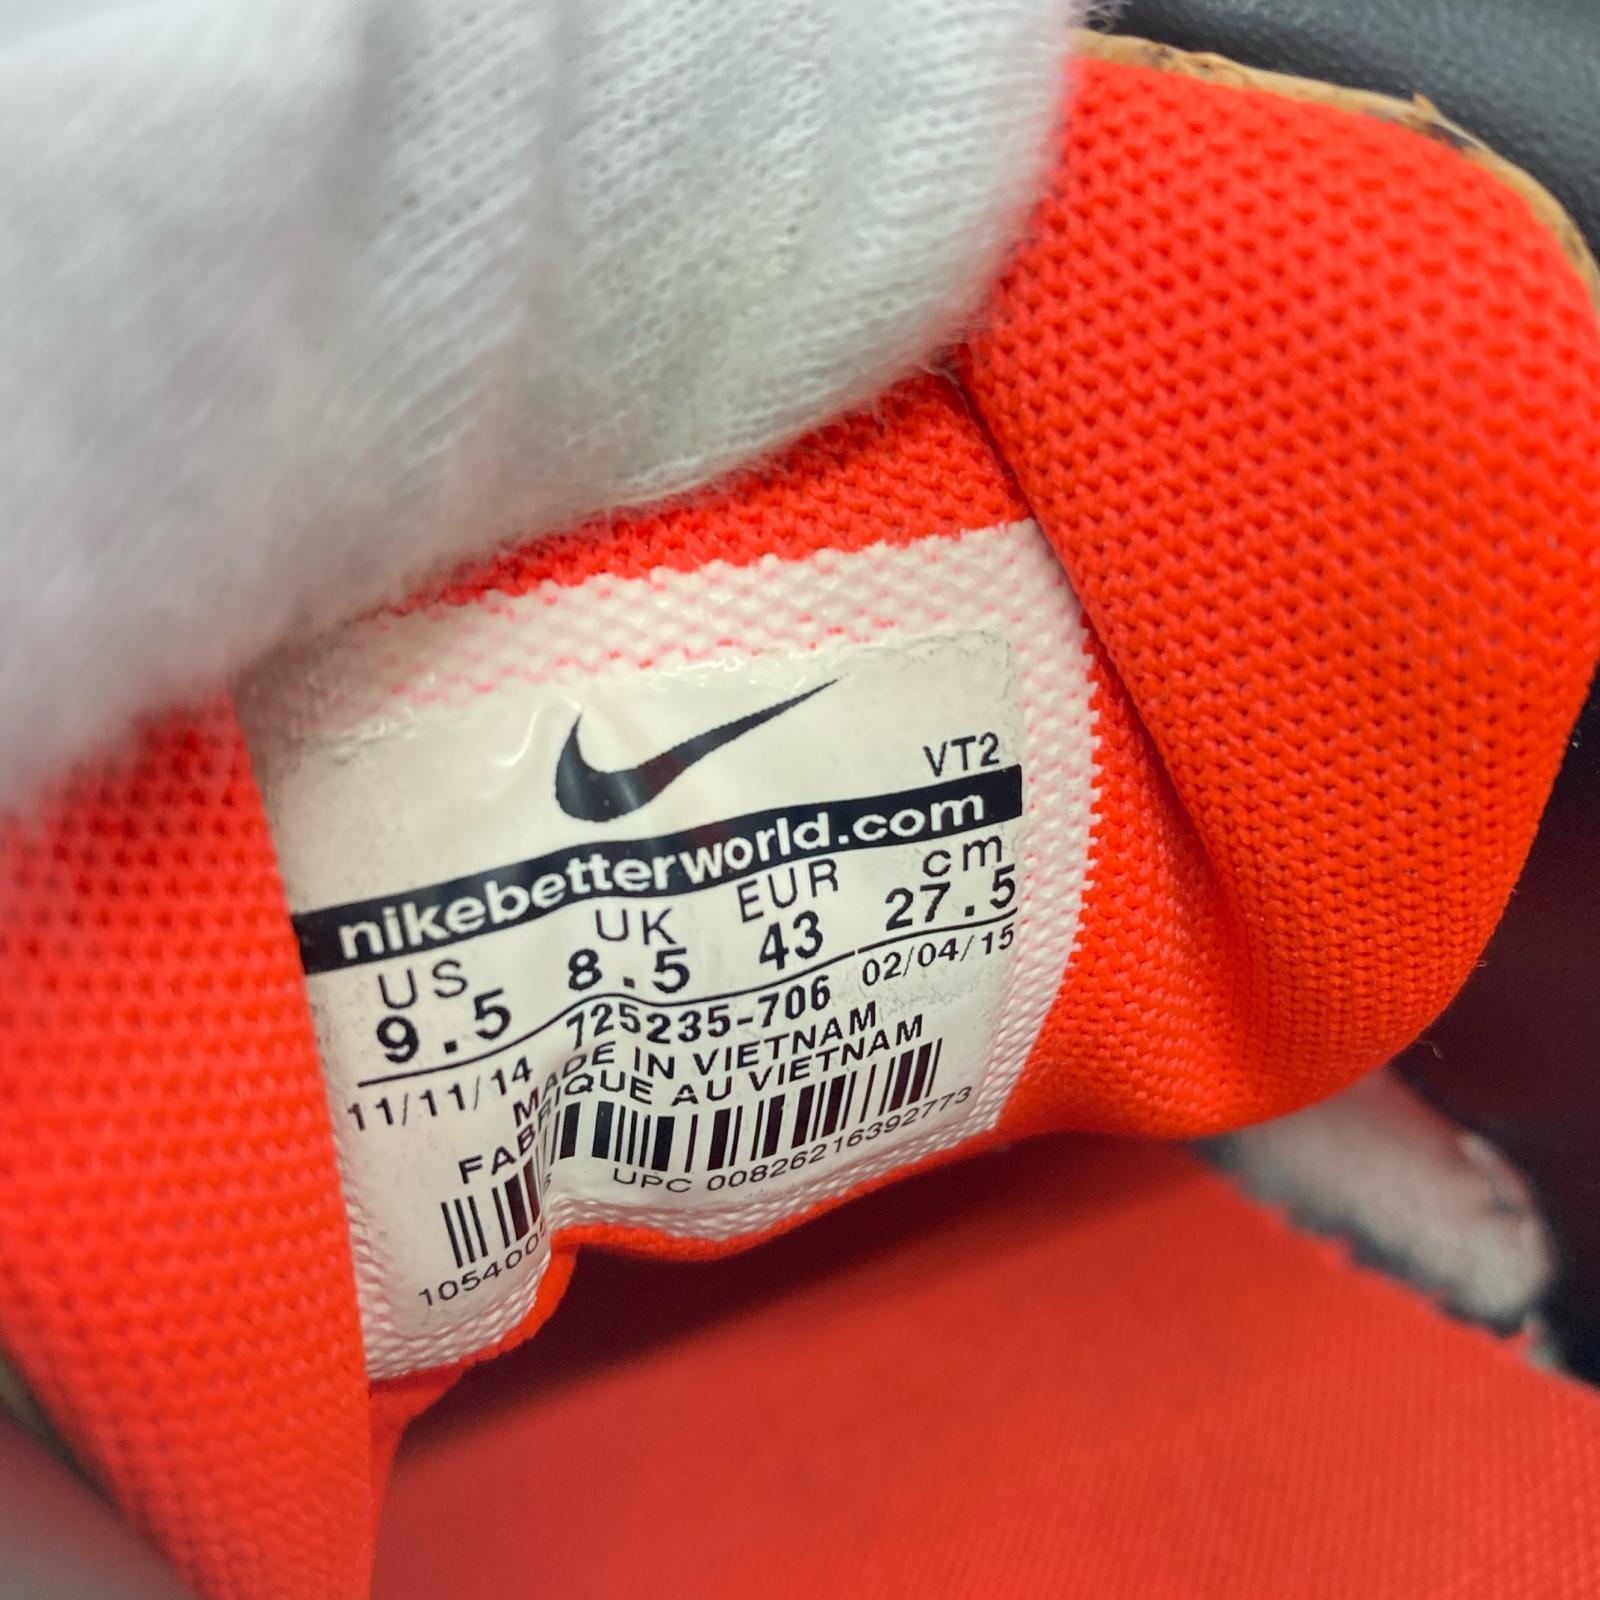 VT2
nikebetterworld.com
US UK EUR cm
9.5 8.5 43 27.5
11/11/14 725235-706 02/04/15
MADE IN VIETNAM
FABRIQUE AU VIETNAM
UPC 00826216392773